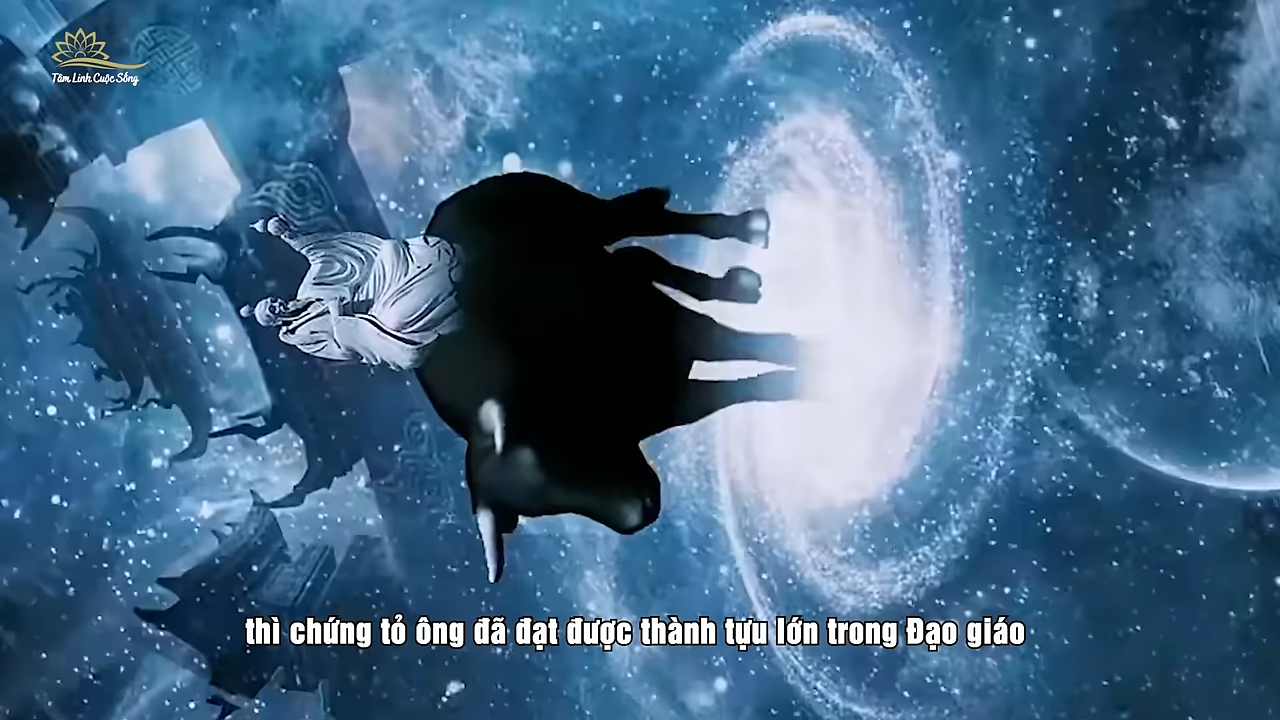 Tâm Linh Cuộc Sống
thì chứng tỏ ông đã đạt được thành tựu lớn trong Đạo giáo